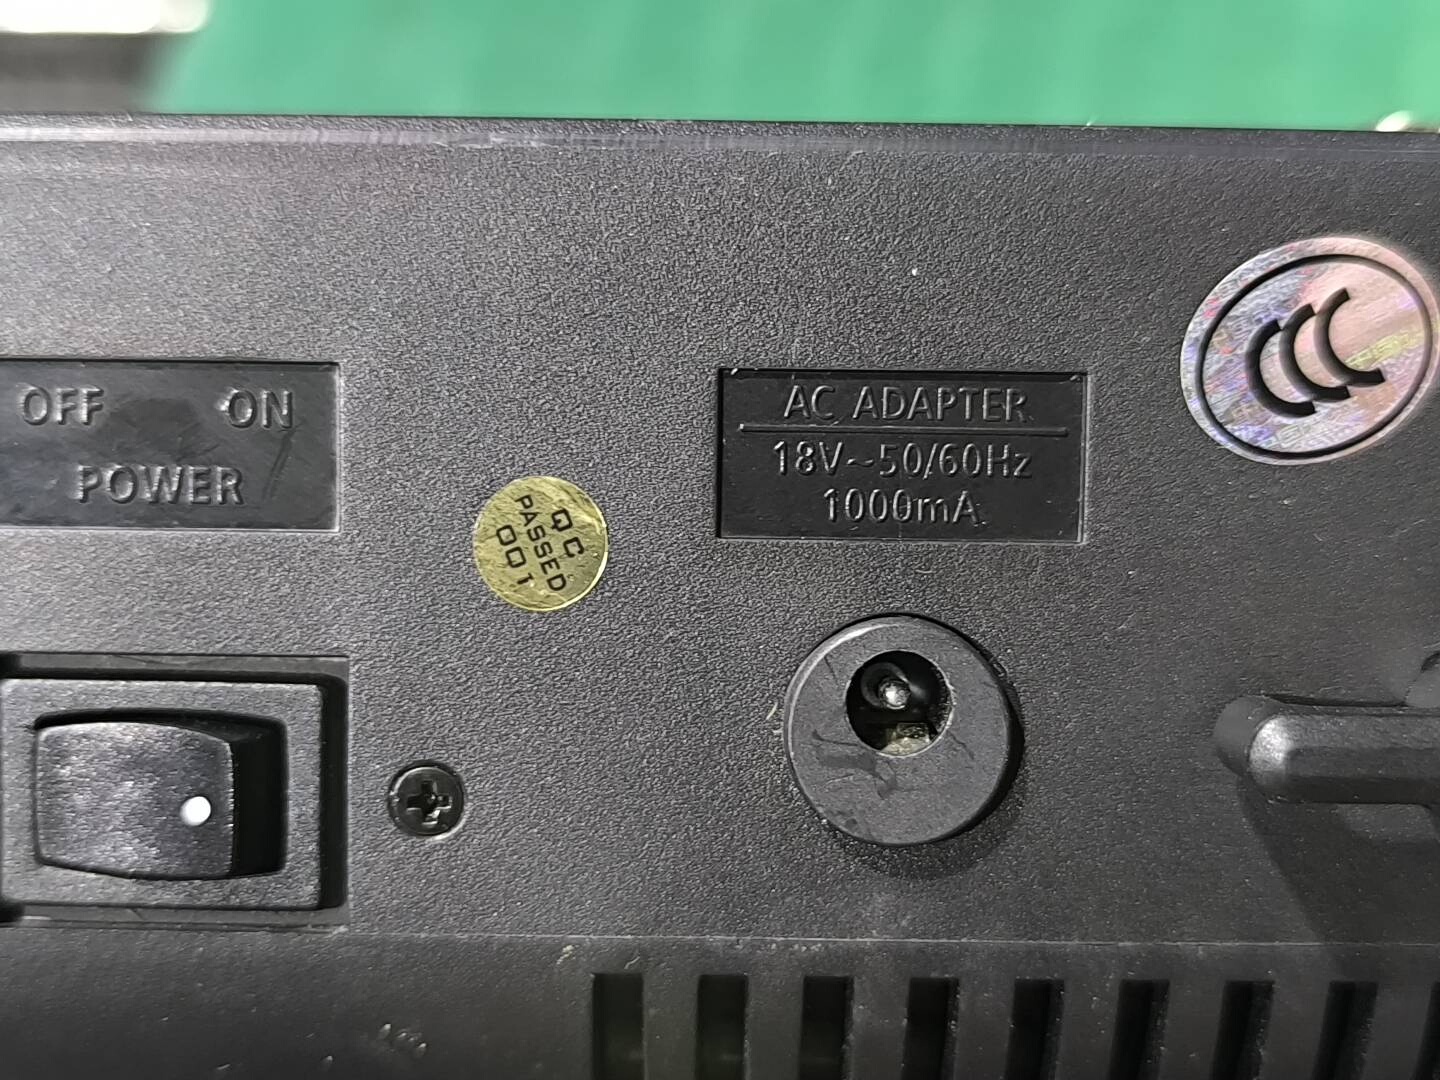 OFF ON
POWER
QC
PASSED
001
AC ADAPTER
18V~50/60Hz
1000mA
CCC